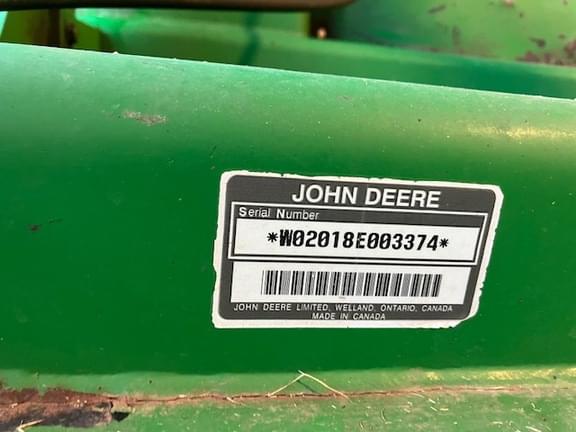 JOHN DEERE
Serial Number
*W02018E003374*
JOHN DEERE LIMITED, WELLAND, ONTARIO, CANADA
MADE IN CANADA